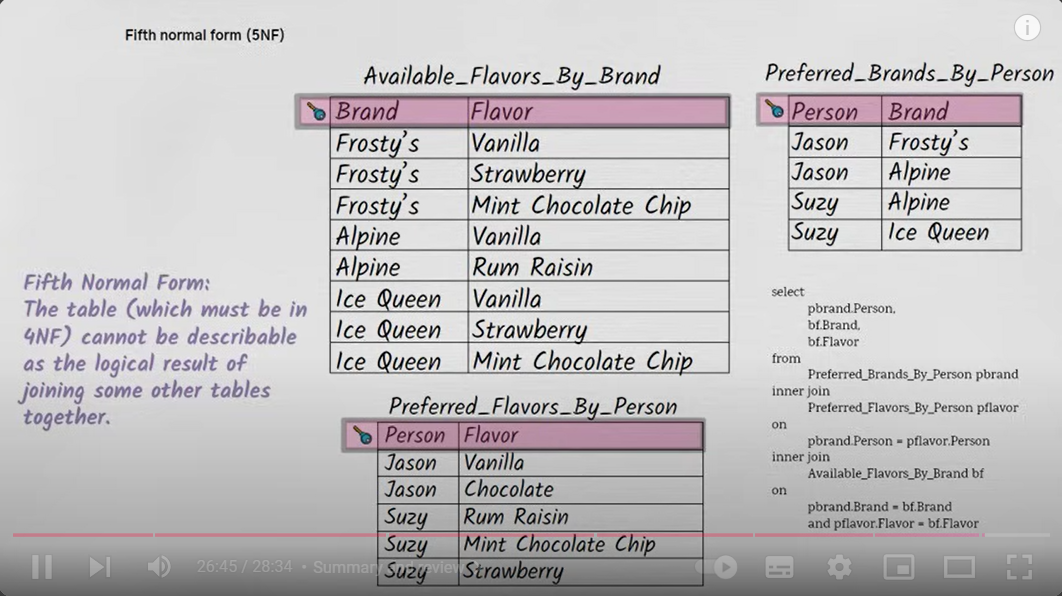 Fifth normal form (5NF)
Available_Flavors_By_Brand
Brand Flavor
Frosty's Vanilla
Frosty's Strawberry
Frosty's Mint Chocolate Chip
Alpine Vanilla
Alpine Rum Raisin
Ice Queen Vanilla
Ice Queen Strawberry
Ice Queen Mint Chocolate Chip
Preferred_Brands_By_Person
Person Brand
Jason Frosty's
Jason Alpine
Suzy Alpine
Suzy Ice Queen
Fifth Normal Form:
The table (which must be in
4NF) cannot be describable
as the logical result of
joining some other tables
together.
Preferred_Flavors_By_Person
Person Flavor
Jason Vanilla
Jason Chocolate
Suzy Rum Raisin
Suzy Mint Chocolate Chip
Suzy Strawberry
select
pbrand.Person,
bf.Brand,
bf.Flavor
from
Preferred_Brands_By_Person pbrand
inner join
Preferred_Flavors_By_Person pflavor
on
pbrand.Person = pflavor.Person
inner join
Available_Flavors_By_Brand bf
on
pbrand.Brand = bf.Brand
and pflavor.Flavor = bf.Flavor
26:45 / 28:34 • Summary and review